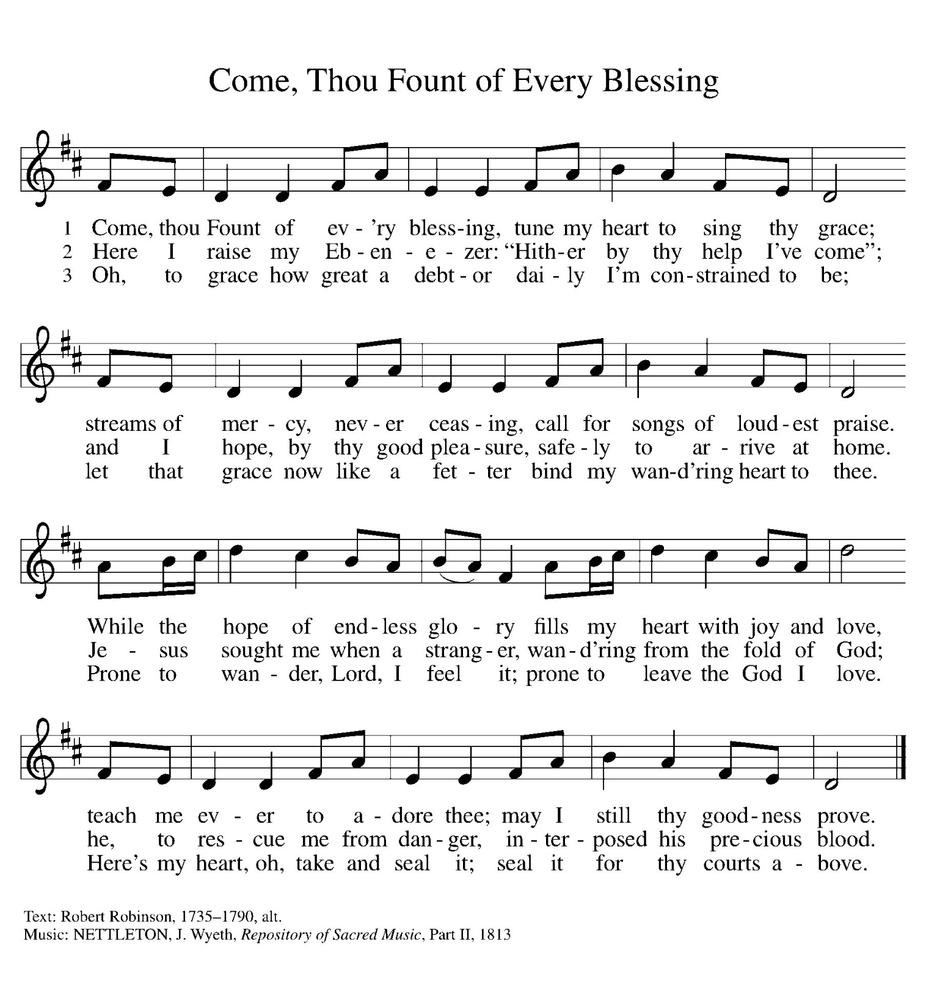 Come, Thou Fount of Every Blessing
1 Come, thou Fount of ev - 'ry bless-ing, tune my heart to sing thy grace;
2 Here I raise my Eb - en - e - zer: “Hith-er by thy help I've come”;
3 Oh, to grace how great a debt - or dai - ly I'm con-strained to be;
streams of mer - cy, nev - er ceas - ing, call for songs of loud-est praise.
and I hope, by thy good plea-sure, safe-ly to ar - rive at home.
let that grace now like a fet - ter bind my wan-d'ring heart to thee.
While the hope of end-less glo - ry fills my heart with joy and love,
Je - sus sought me when a strang-er, wan-d'ring from the fold of God;
Prone to wan - der, Lord, I feel it; prone to leave the God I love.
teach me ev - er to a - dore thee; may I still thy good-ness prove.
he, to res - cue me from dan-ger, in-ter-posed his pre-cious blood.
Here's my heart, oh, take and seal it; seal it for thy courts a - bove.
Text: Robert Robinson, 1735–1790, alt.
Music: NETTLETON, J. Wyeth, Repository of Sacred Music, Part II, 1813